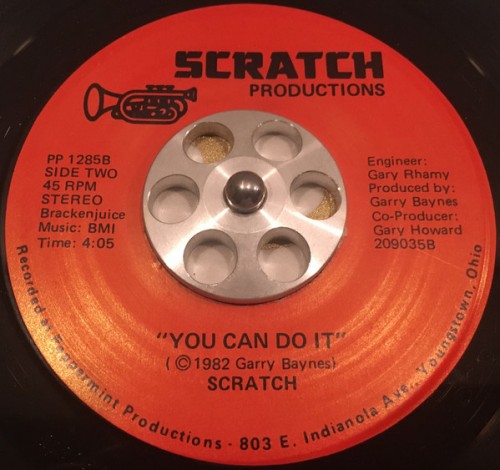 SCRATCH
PRODUCTIONS
PP 1285B
SIDE TWO
45 RPM
STEREO
Brackenjuice
Music: BMI
Time: 4:05
Engineer:
Gary Rhamy
Produced by:
Garry Baynes
Co-Producer:
Gary Howard
209035B
"YOU CAN DO IT"
(©1982 Garry Baynes)
SCRATCH
Recorded at Peppermint Productions · 803 E. Indianola Ave., Youngstown, Ohio